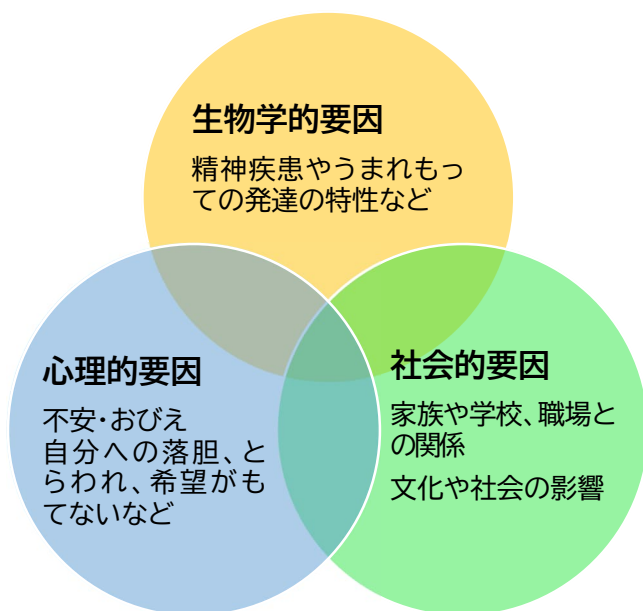 生物学的要因
精神疾患やうまれもっ
ての発達の特性など
心理的要因
不安・おびえ
自分への落胆、と
らわれ、希望がも
てないなど
社会的要因
家族や学校、職場と
の関係
文化や社会の影響